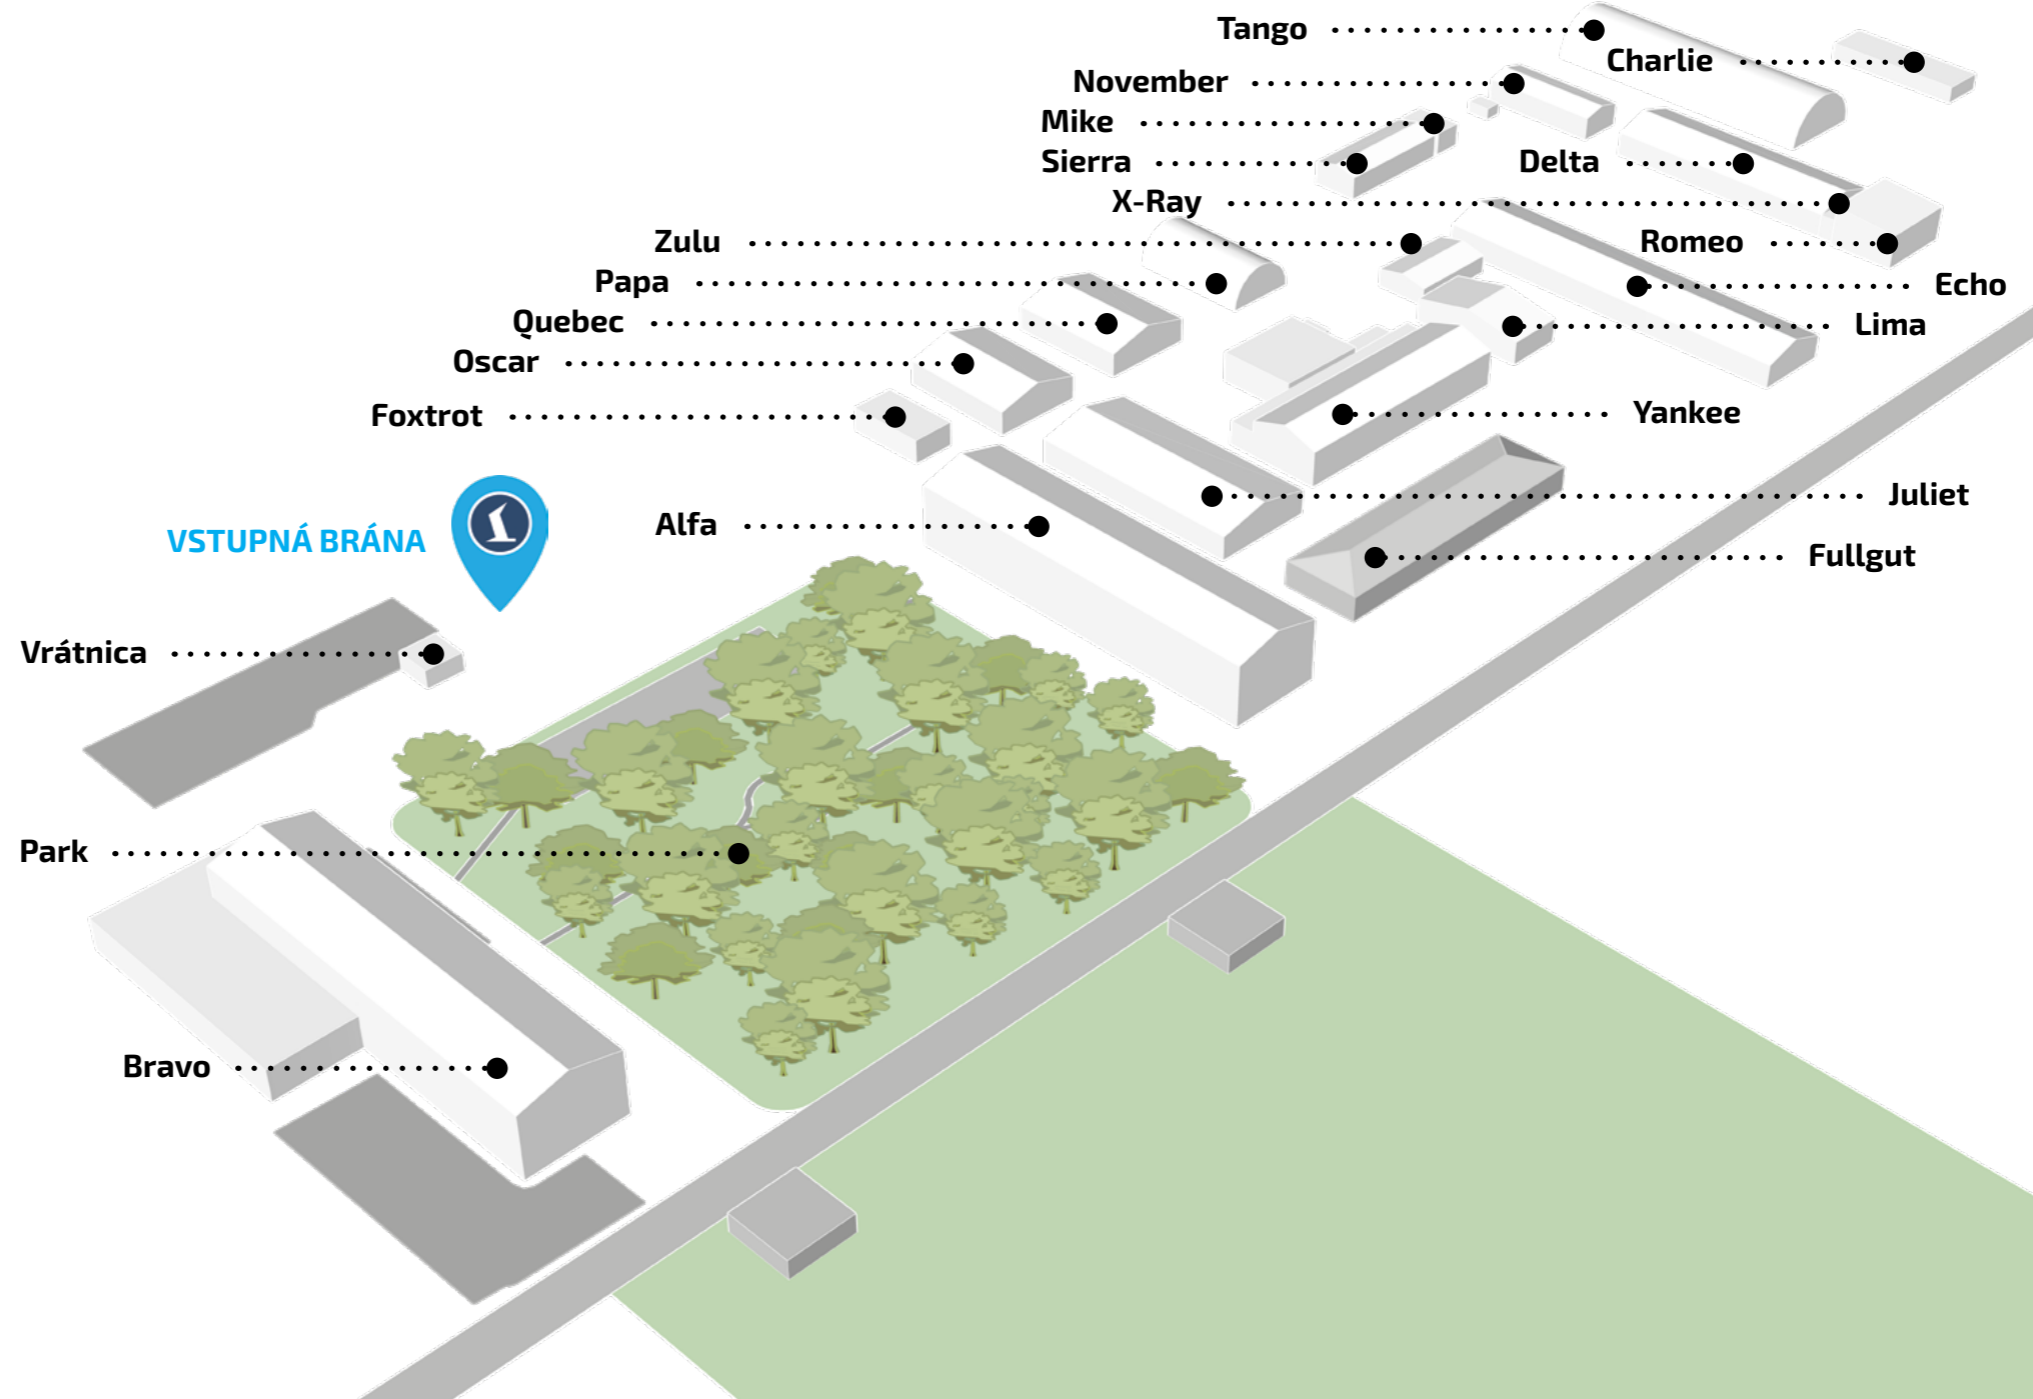 Tango
Charlie
November
Mike
Sierra
Delta
X-Ray
Zulu
Romeo
Papa
Echo
Quebec
Lima
Oscar
Foxtrot
Yankee
Juliet
Alfa
VSTUPNÁ BRÁNA
Fullgut
Vrátnica
Park
Bravo